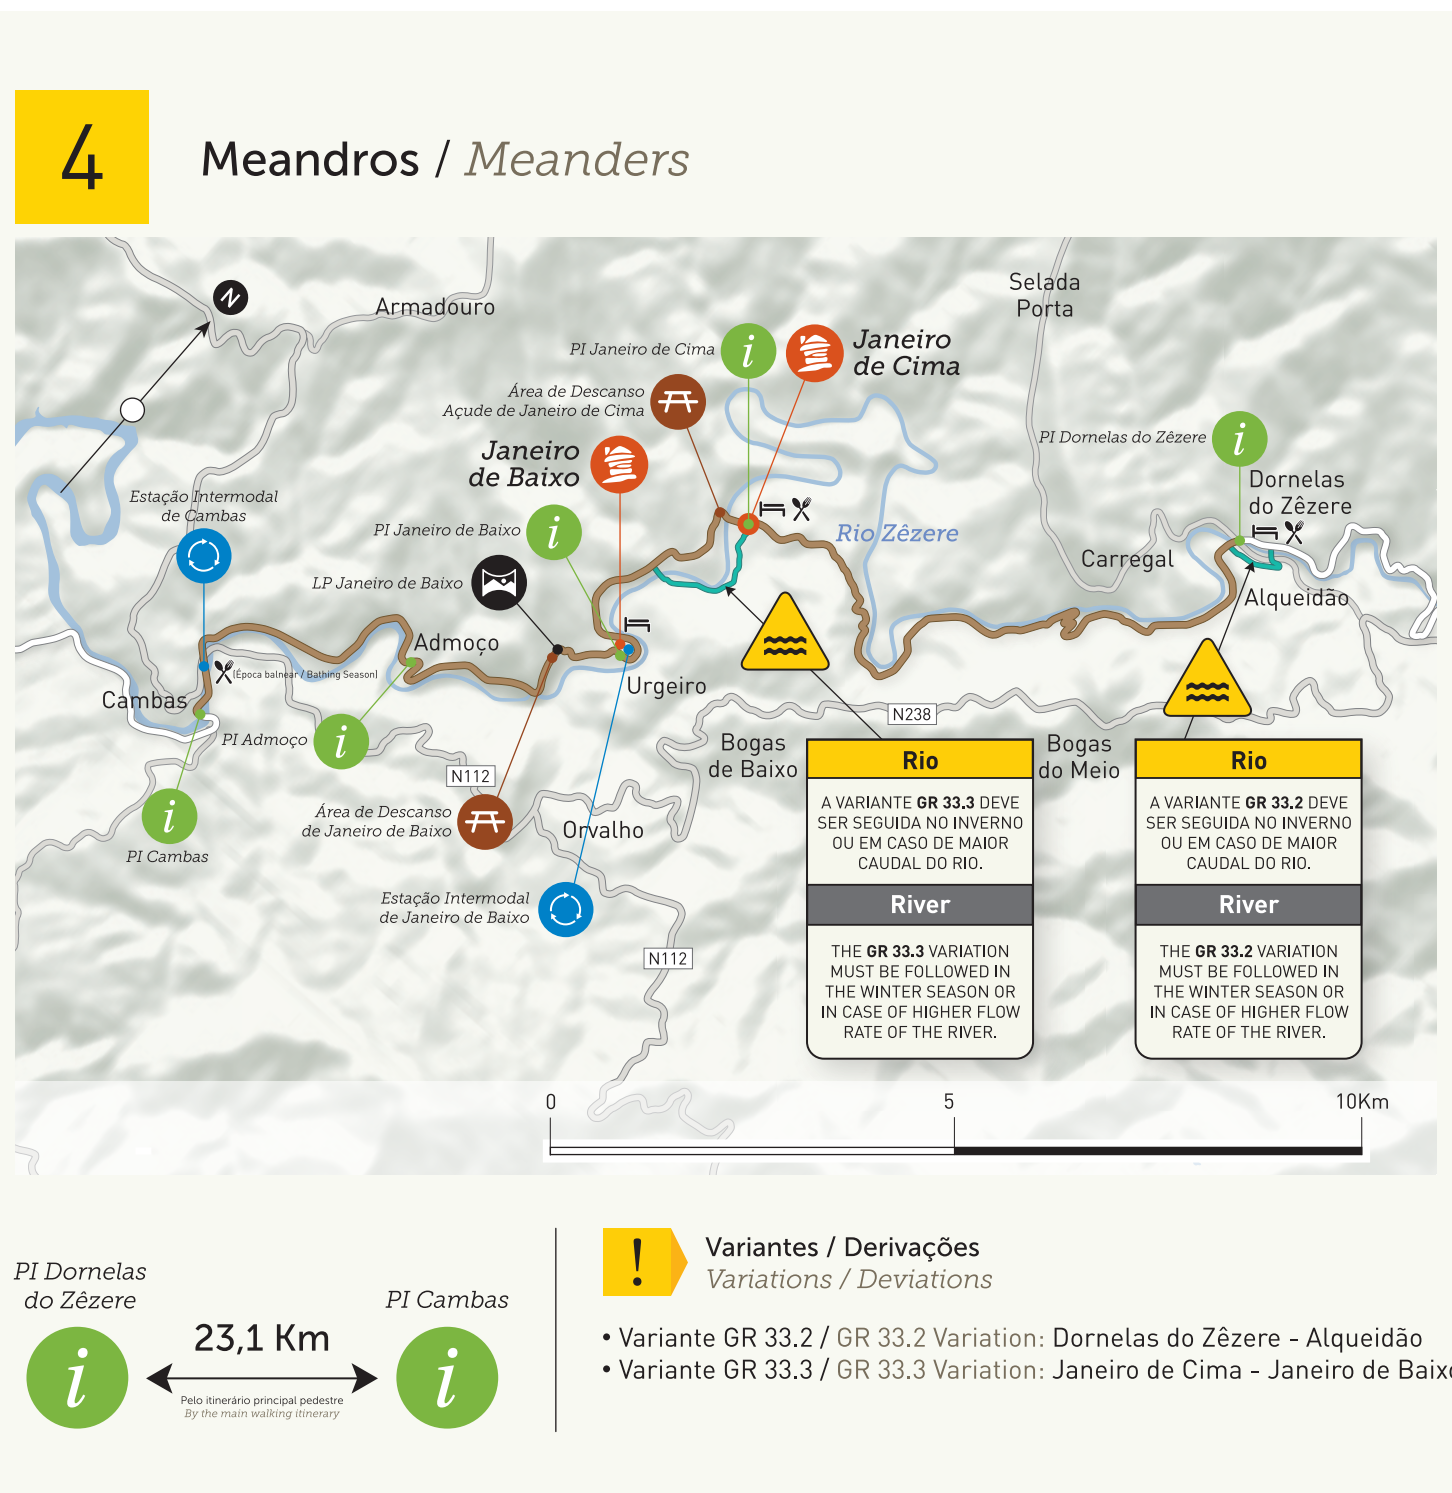 4
Meandros / Meanders
N
Armadouro
Selada
Porta
PI Janeiro de Cima
i
Janeiro
de Cima
Área de Descanso
Açude de Janeiro de Cima
PI Dornelas do Zêzere
i
Janeiro
de Baixo
Dornelas
do Zêzere
Estação Intermodal
de Cambas
PI Janeiro de Baixo
i
Rio Zêzere
Carregal
LP Janeiro de Baixo
Alqueidão
Admoço
(Época balnear / Bathing Season)
Cambas
Urgeiro
N238
PI Admoço
i
Bogas
de Baixo
Bogas
do Meio
N112
i
PI Cambas
Área de Descanso
de Janeiro de Baixo
Orvalho
Estação Intermodal
de Janeiro de Baixo
N112
Rio
A VARIANTE GR 33.3 DEVE
SER SEGUIDA NO INVERNO
OU EM CASO DE MAIOR
CAUDAL DO RIO.
River
THE GR 33.3 VARIATION
MUST BE FOLLOWED IN
THE WINTER SEASON OR
IN CASE OF HIGHER FLOW
RATE OF THE RIVER.
Rio
A VARIANTE GR 33.2 DEVE
SER SEGUIDA NO INVERNO
OU EM CASO DE MAIOR
CAUDAL DO RIO.
River
THE GR 33.2 VARIATION
MUST BE FOLLOWED IN
THE WINTER SEASON OR
IN CASE OF HIGHER FLOW
RATE OF THE RIVER.
0 5 10Km
PI Dornelas
do Zêzere
i
23,1 Km
Pelo itinerário principal pedestre
By the main walking itinerary
PI Cambas
i
!
Variantes / Derivações
Variations / Deviations
• Variante GR 33.2 / GR 33.2 Variation: Dornelas do Zêzere - Alqueidão
• Variante GR 33.3 / GR 33.3 Variation: Janeiro de Cima - Janeiro de Baixo